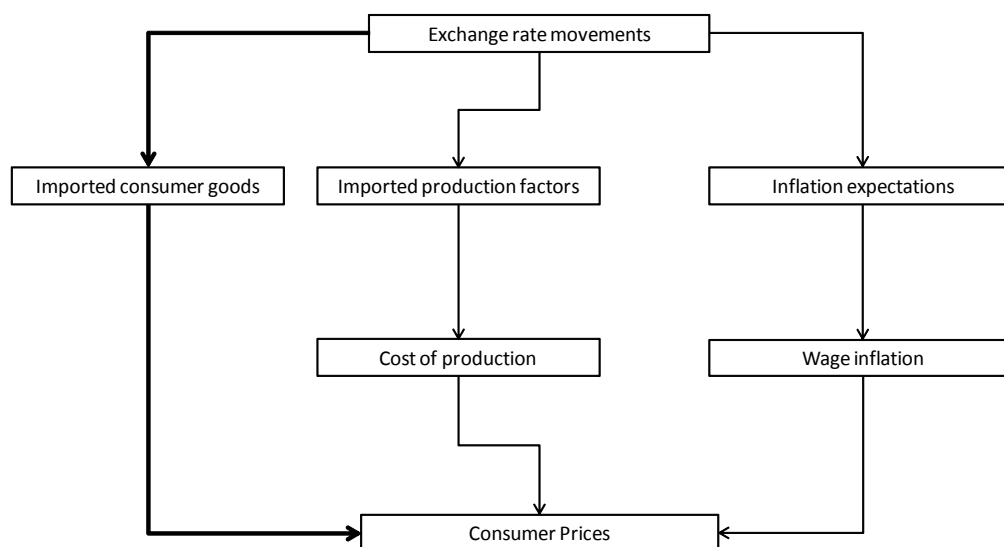 Exchange rate movements
Imported consumer goods
Imported production factors
Inflation expectations
Cost of production
Wage inflation
Consumer Prices